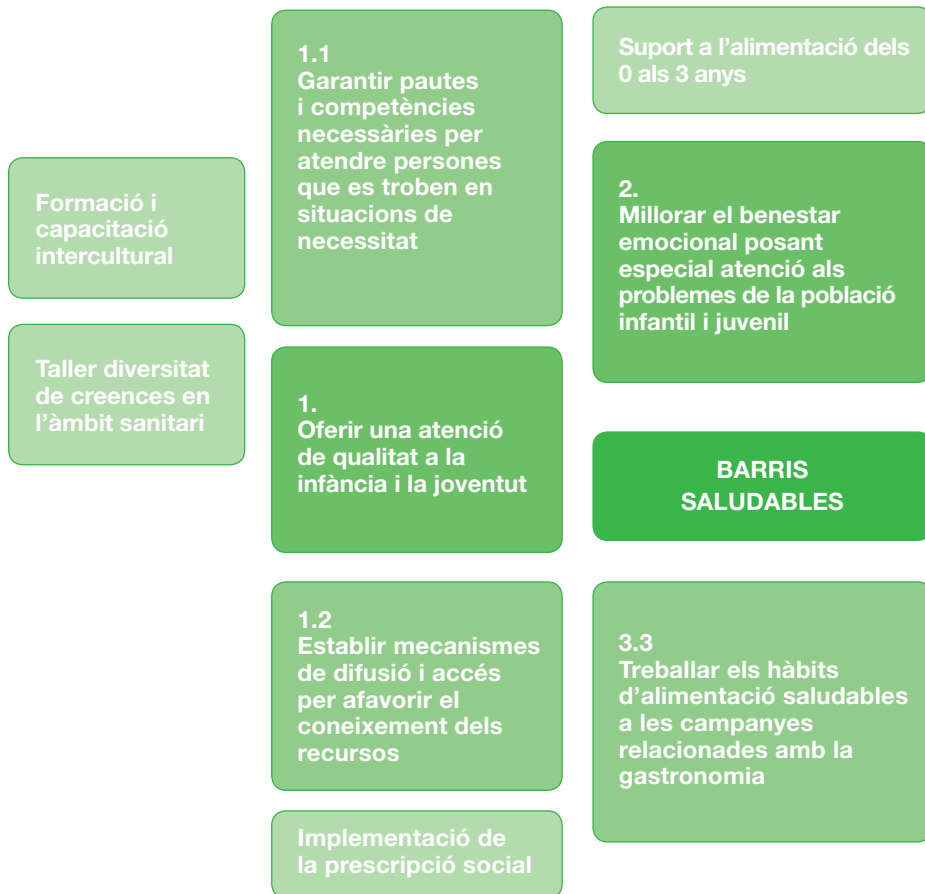 Formació i
capacitació
intercultural
Taller diversitat
de creences en
l’àmbit sanitari
1.1
Garantir pautes
i competències
necessàries per
atendre persones
que es troben en
situacions de
necessitat
1.
Oferir una atenció
de qualitat a la
infància i la joventut
1.2
Establir mecanismes
de difusió i accés
per afavorir el
coneixement dels
recursos
Implementació de
la prescripció social
Suport a l’alimentació dels
0 als 3 anys
2.
Millorar el benestar
emocional posant
especial atenció als
problemes de la població
infantil i juvenil
BARRIS
SALUDABLES
3.3
Treballar els hàbits
d’alimentació saludables
a les campanyes
relacionades amb la
gastronomia